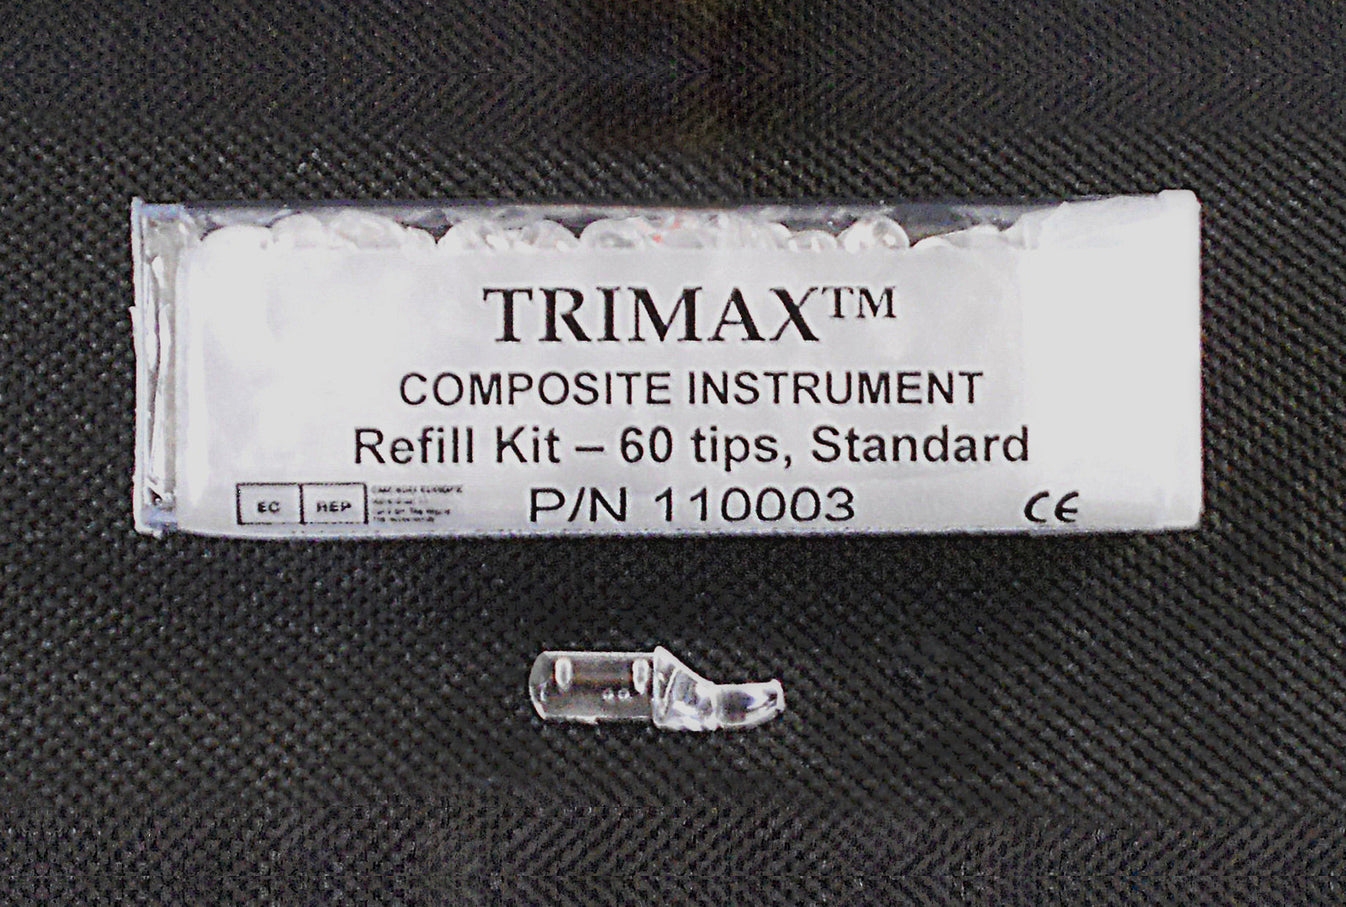 TRIMAX™
COMPOSITE INSTRUMENT
Refill Kit – 60 tips, Standard
EC REP
P/N 110003
CE